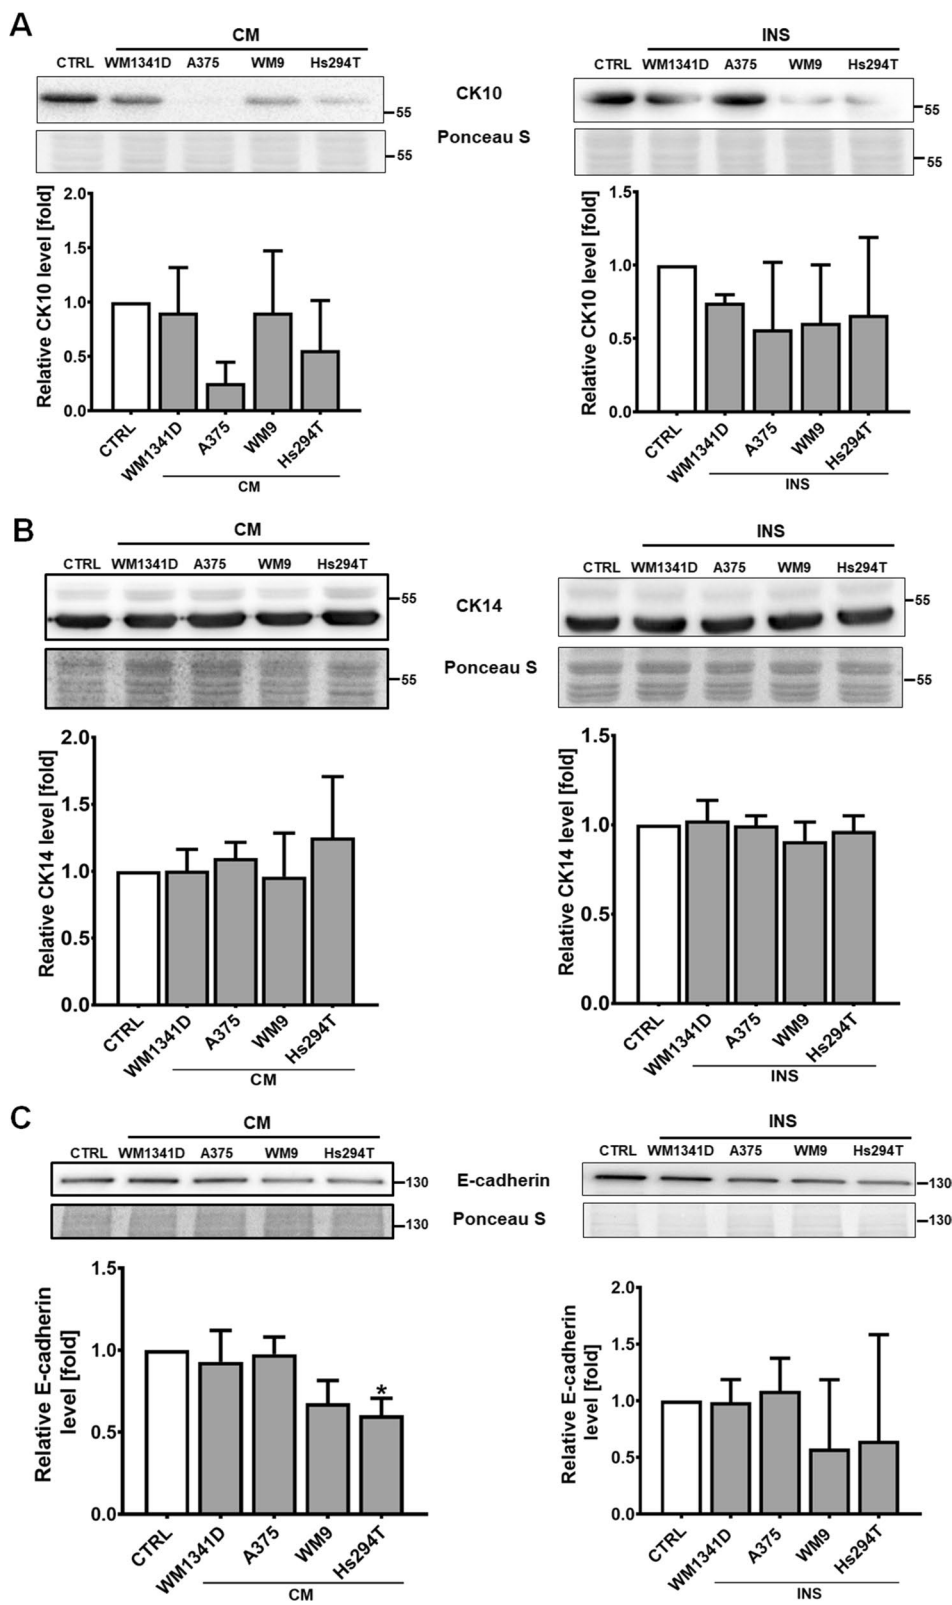 A
CM
CTRL WM1341D A375 WM9 Hs294T
CK10
55
Ponceau S
55
INS
CTRL WM1341D A375 WM9 Hs294T
55
55
Relative CK10 level [fold]
2.0
1.5
1.0
0.5
0.0
CTRL WM1341D A375 WM9 Hs294T
CM
Relative CK10 level [fold]
1.5
1.0
0.5
0.0
CTRL WM1341D A375 WM9 Hs294T
INS
B
CM
CTRL WM1341D A375 WM9 Hs294T
CK14
55
Ponceau S
55
INS
CTRL WM1341D A375 WM9 Hs294T
55
55
Relative CK14 level [fold]
2.0
1.5
1.0
0.5
0.0
CTRL WM1341D A375 WM9 Hs294T
CM
Relative CK14 level [fold]
1.5
1.0
0.5
0.0
CTRL WM1341D A375 WM9 Hs294T
INS
C
CM
CTRL WM1341D A375 WM9 Hs294T
E-cadherin
130
Ponceau S
130
INS
CTRL WM1341D A375 WM9 Hs294T
130
130
Relative E-cadherin
level [fold]
1.5
1.0
0.5
0.0
*
CTRL WM1341D A375 WM9 Hs294T
CM
Relative E-cadherin
level [fold]
2.0
1.5
1.0
0.5
0.0
CTRL WM1341D A375 WM9 Hs294T
INS